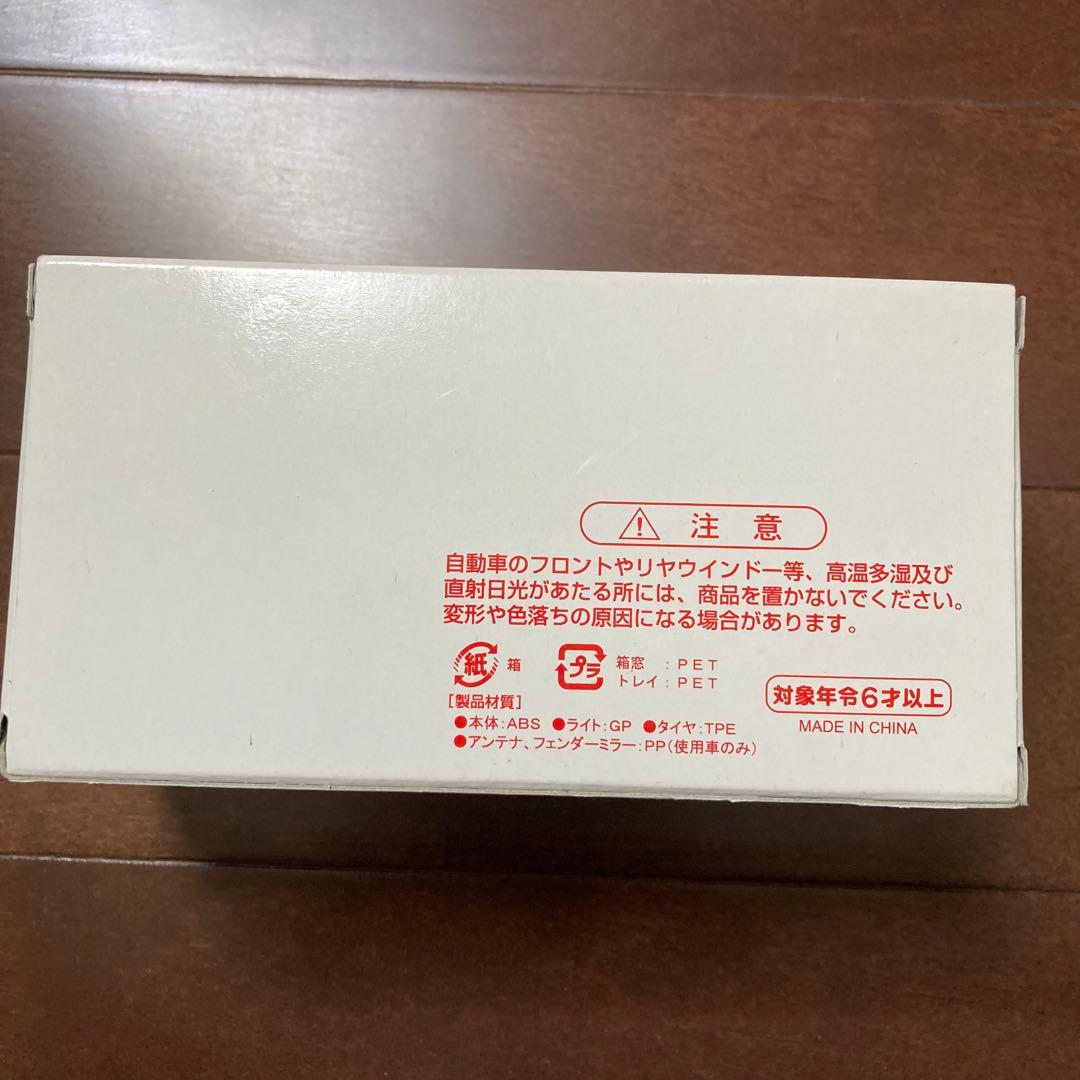 注意
自動車のフロントやリヤウインドー等、高温多湿及び
直射日光があたる所には、商品を置かないでください。
変形や色落ちの原因になる場合があります。
紙 箱 プラ 箱窓 : PET
トレイ : PET
[製品材質]
●本体:ABS ●ライト:GP ●タイヤ:TPE
●アンテナ、フェンダーミラー:PP(使用車のみ)
対象年令6才以上
MADE IN CHINA